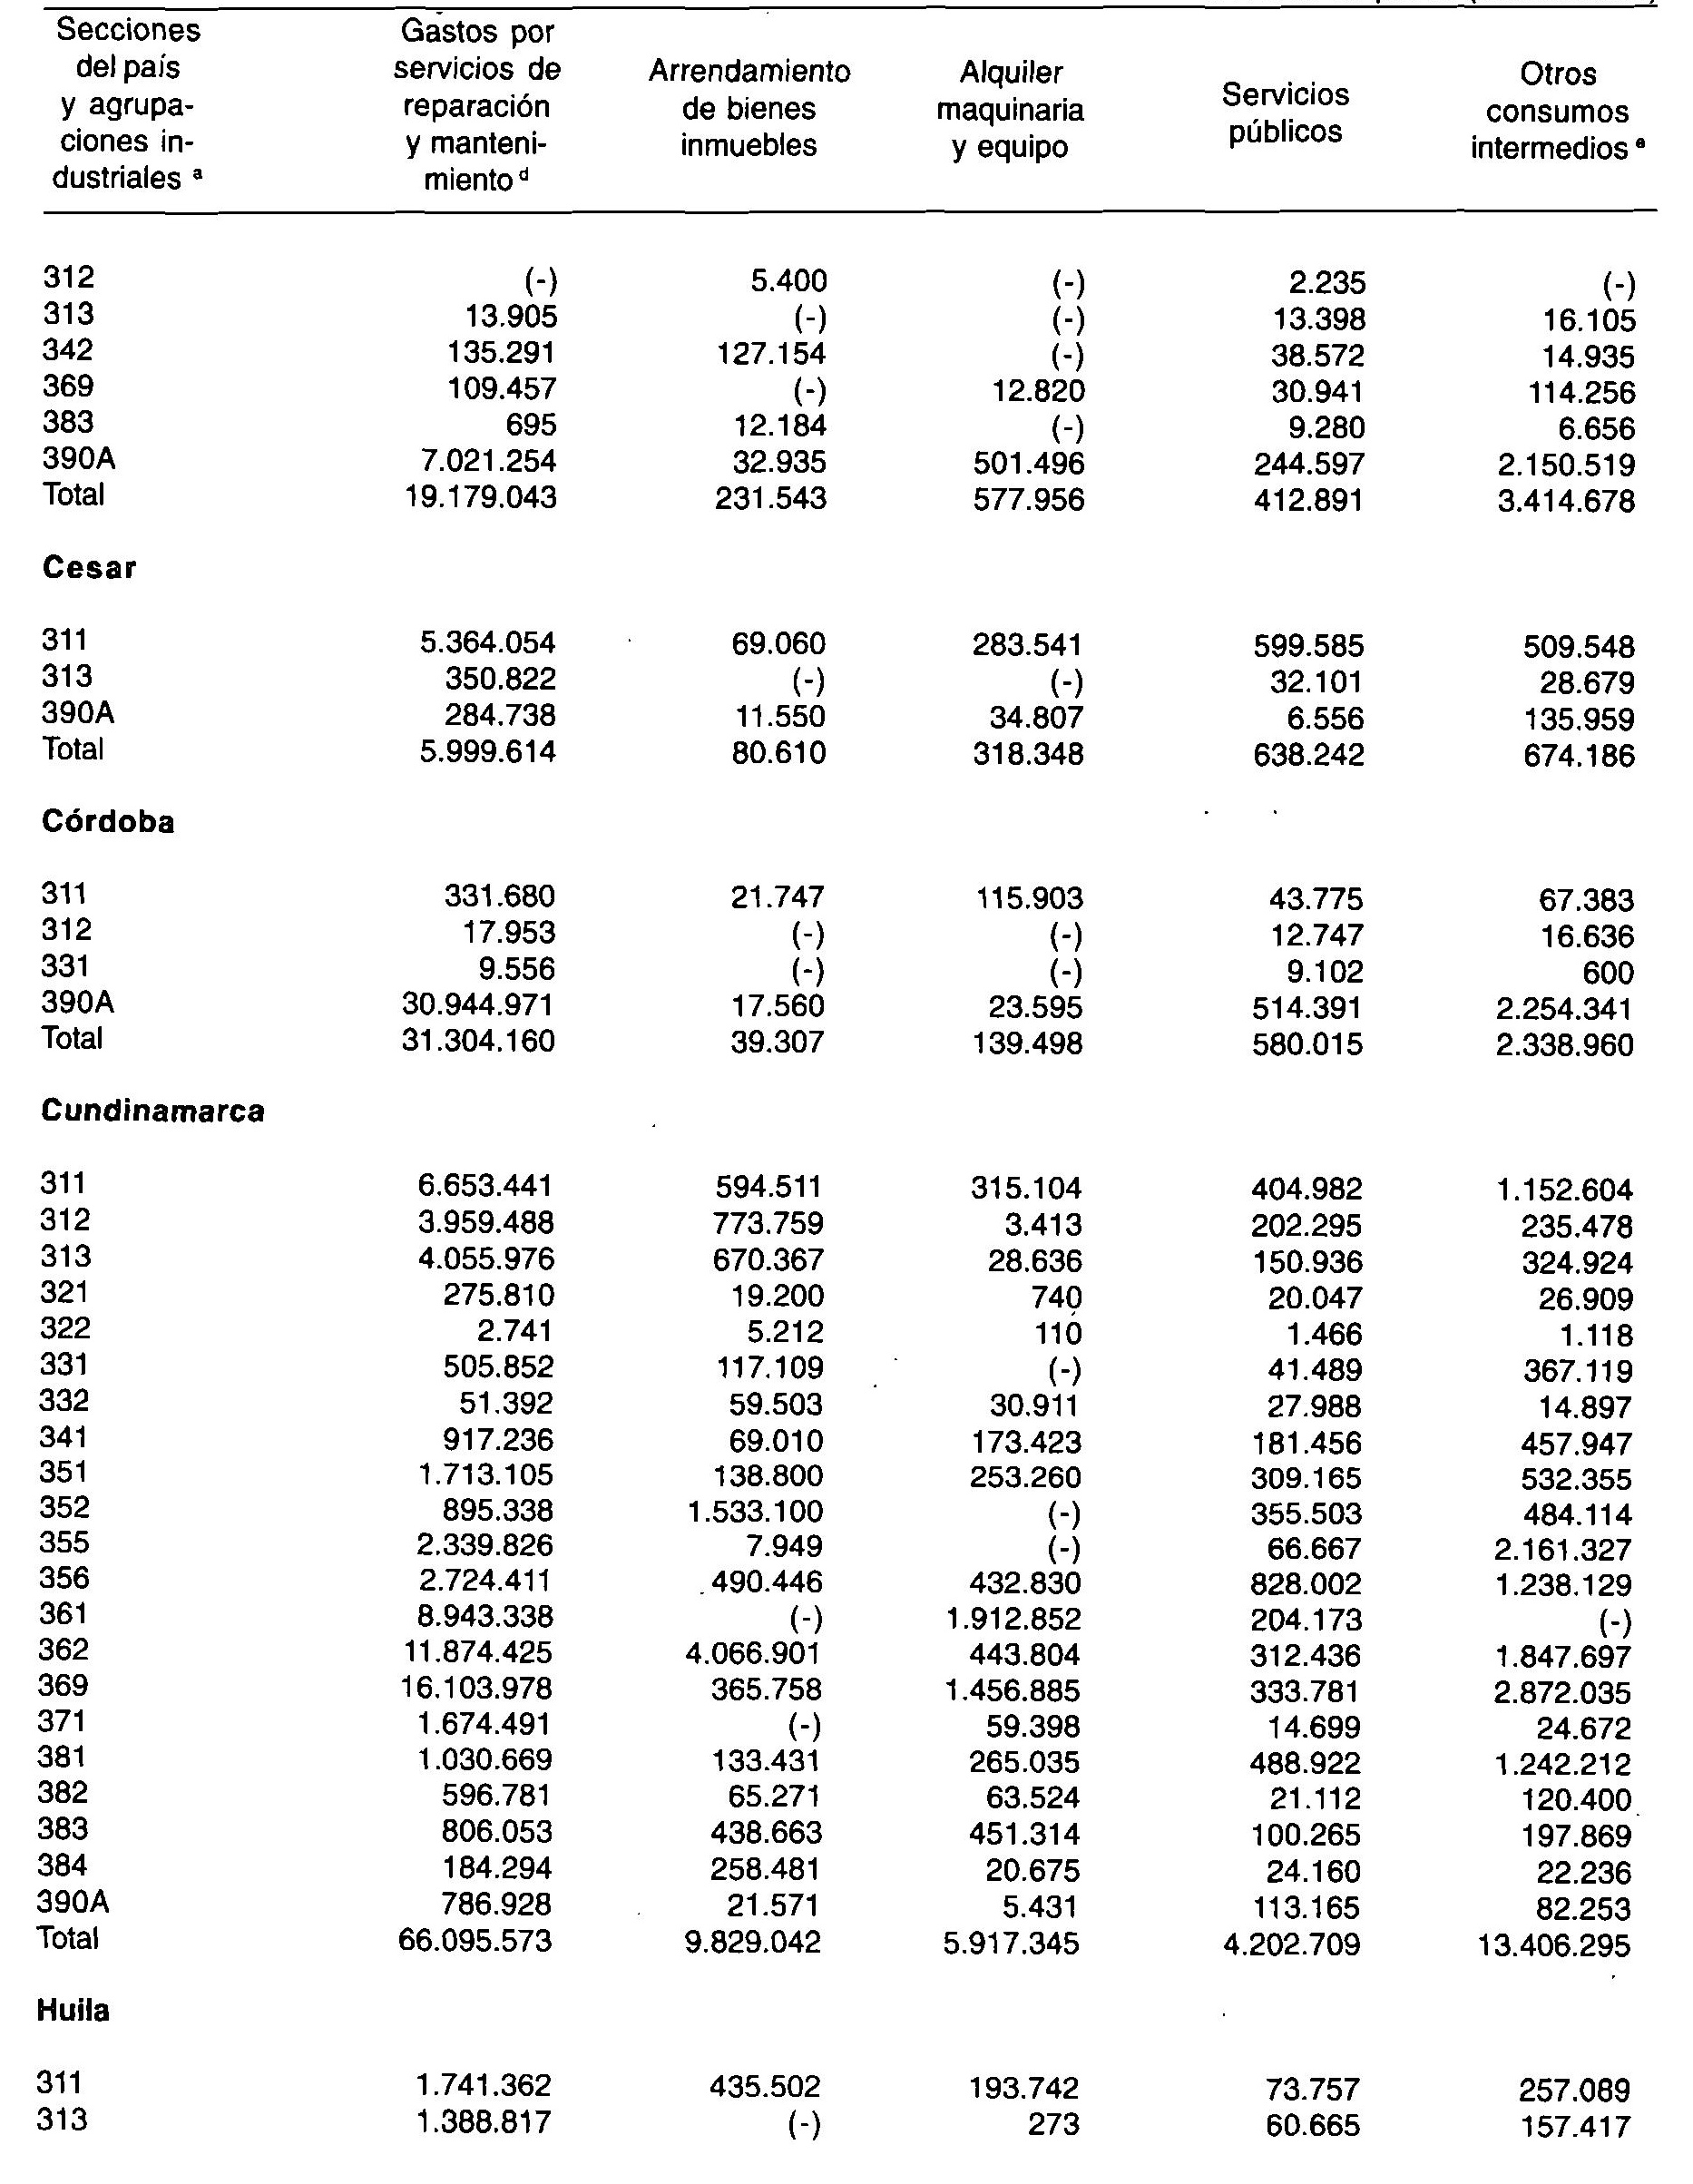 Secciones
del país
y agrupa-
ciones in-
dustriales a
Gastos por
servicios de
reparación
y manteni-
miento d
Arrendamiento
de bienes
inmuebles
Alquiler
maquinaria
y equipo
Servicios
públicos
Otros
consumos
intermedios e
312 (-) 5.400 (-) 2.235 (-)
313 13.905 (-) (-) 13.398 16.105
342 135.291 127.154 (-) 38.572 14.935
369 109.457 (-) 12.820 30.941 114.256
383 695 12.184 (-) 9.280 6.656
390A 7.021.254 32.935 501.496 244.597 2.150.519
Total 19.179.043 231.543 577.956 412.891 3.414.678
Cesar
311 5.364.054 69.060 283.541 599.585 509.548
313 350.822 (-) (-) 32.101 28.679
390A 284.738 11.550 34.807 6.556 135.959
Total 5.999.614 80.610 318.348 638.242 674.186
Córdoba
311 331.680 21.747 115.903 43.775 67.383
312 17.953 (-) (-) 12.747 16.636
331 9.556 (-) (-) 9.102 600
390A 30.944.971 17.560 23.595 514.391 2.254.341
Total 31.304.160 39.307 139.498 580.015 2.338.960
Cundinamarca
311 6.653.441 594.511 315.104 404.982 1.152.604
312 3.959.488 773.759 3.413 202.295 235.478
313 4.055.976 670.367 28.636 150.936 324.924
321 275.810 19.200 740 20.047 26.909
322 2.741 5.212 110 1.466 1.118
331 505.852 117.109 (-) 41.489 367.119
332 51.392 59.503 30.911 27.988 14.897
341 917.236 69.010 173.423 181.456 457.947
351 1.713.105 138.800 253.260 309.165 532.355
352 895.338 1.533.100 (-) 355.503 484.114
355 2.339.826 7.949 (-) 66.667 2.161.327
356 2.724.411 490.446 432.830 828.002 1.238.129
361 8.943.338 (-) 1.912.852 204.173 (-)
362 11.874.425 4.066.901 443.804 312.436 1.847.697
369 16.103.978 365.758 1.456.885 333.781 2.872.035
371 1.674.491 (-) 59.398 14.699 24.672
381 1.030.669 133.431 265.035 488.922 1.242.212
382 596.781 65.271 63.524 21.112 120.400
383 806.053 438.663 451.314 100.265 197.869
384 184.294 258.481 20.675 24.160 22.236
390A 786.928 21.571 5.431 113.165 82.253
Total 66.095.573 9.829.042 5.917.345 4.202.709 13.406.295
Huila
311 1.741.362 435.502 193.742 73.757 257.089
313 1.388.817 (-) 273 60.665 157.417